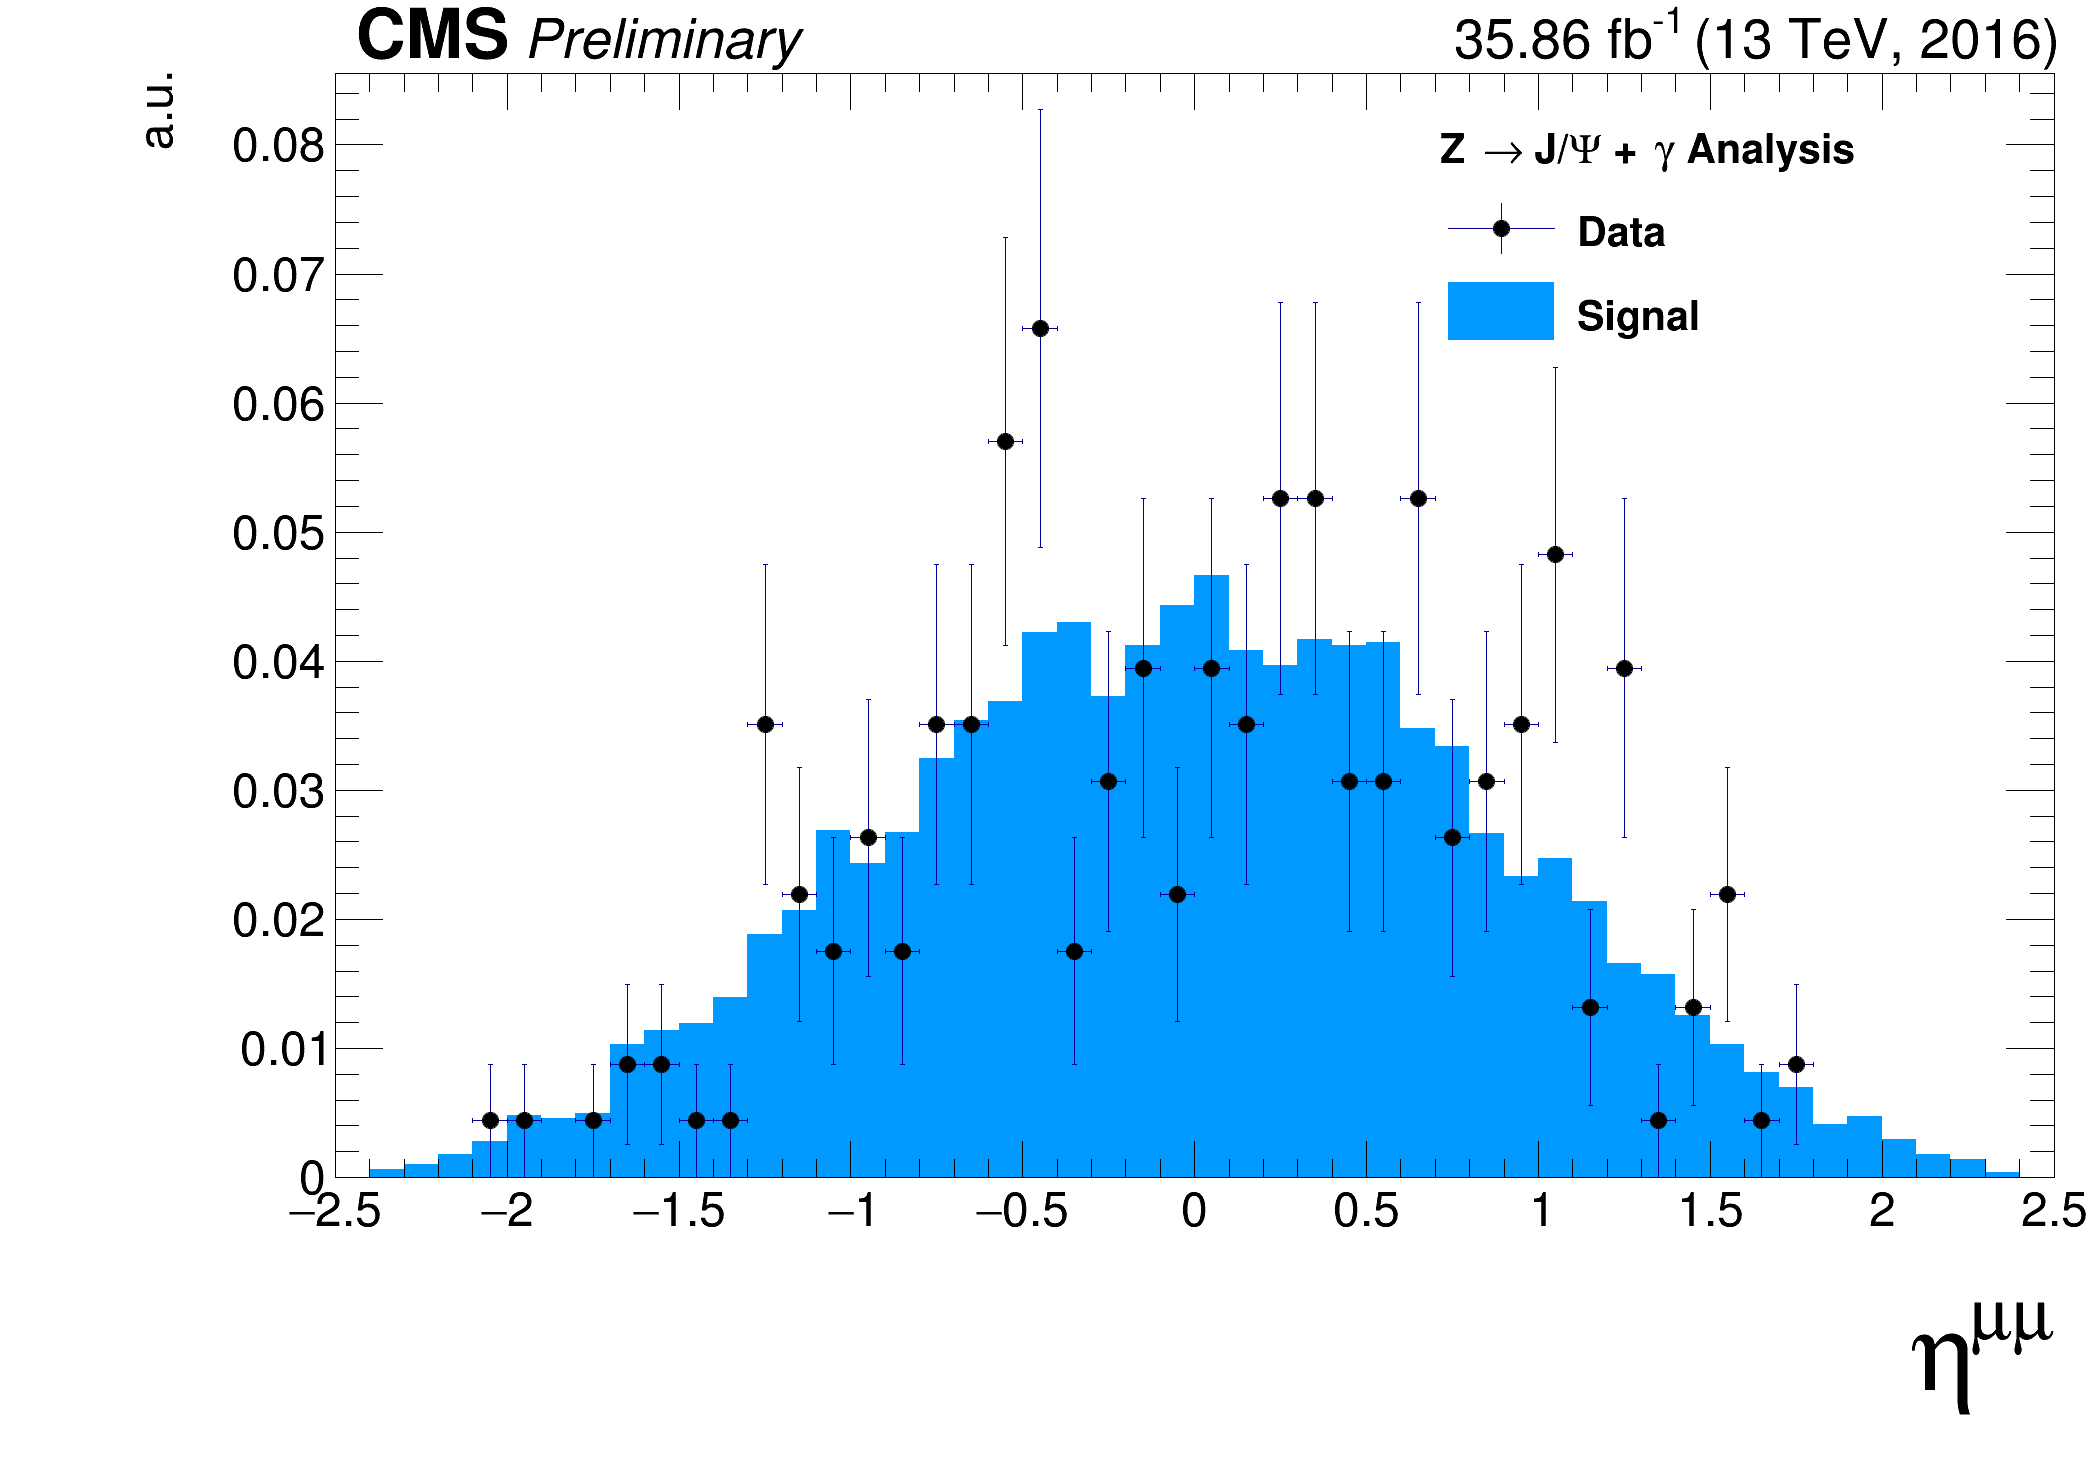 CMS Preliminary
35.86 fb⁻¹ (13 TeV, 2016)
a.u.
Z → J/Ψ + γ Analysis
Data
Signal
0.08
0.07
0.06
0.05
0.04
0.03
0.02
0.01
0
−2.5 −2 −1.5 −1 −0.5 0 0.5 1 1.5 2 2.5
η^μμ